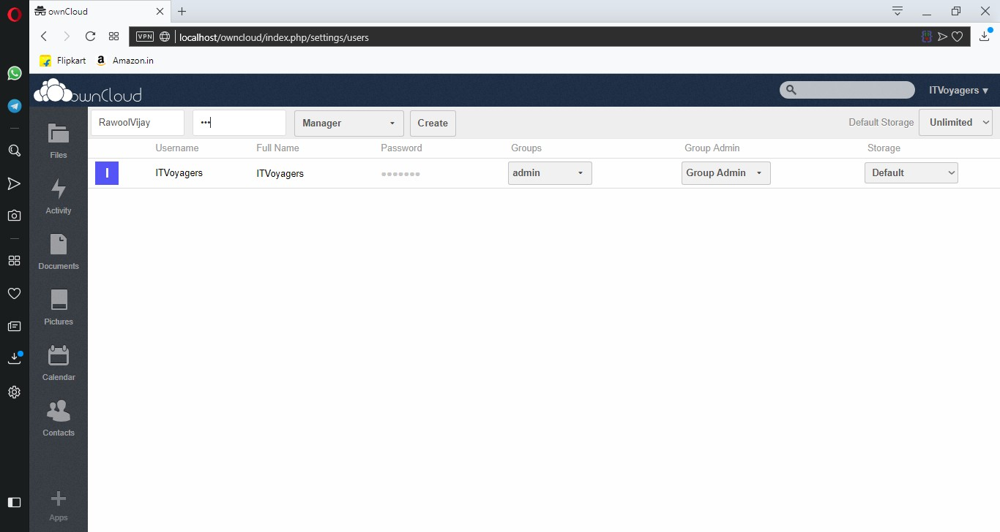 ownCloud
VPN localhost/owncloud/index.php/settings/users
Flipkart Amazon.in
ownCloud ITVoyagers
RawoolVijay ••• Manager Create Default Storage Unlimited
Username Full Name Password Groups Group Admin Storage
I ITVoyagers ITVoyagers ●●●●●●● admin Group Admin Default
Files
Activity
Documents
Pictures
Calendar
Contacts
Apps